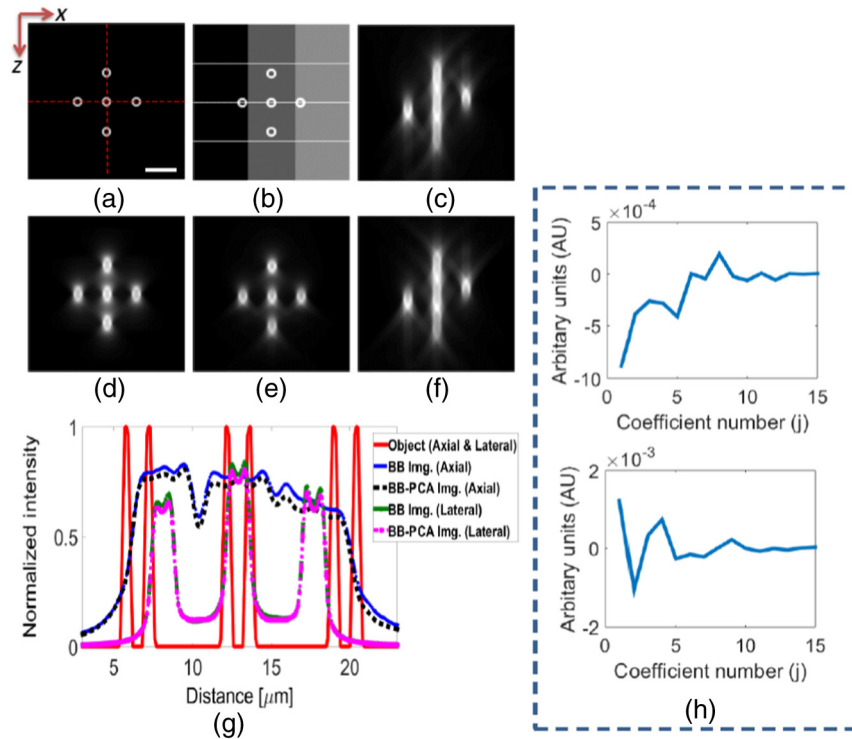 x
z
(a) (b) (c)
(d) (e) (f)
1
0.5
0
Normalized intensity
5 10 15 20
Distance [μm]
Object (Axial & Lateral)
BB Img. (Axial)
BB-PCA Img. (Axial)
BB Img. (Lateral)
BB-PCA Img. (Lateral)
(g)
×10⁻⁴
5
0
-5
-10
Arbitary units (AU)
0 5 10 15
Coefficient number (j)
×10⁻³
2
0
-2
Arbitary units (AU)
0 5 10 15
Coefficient number (j)
(h)